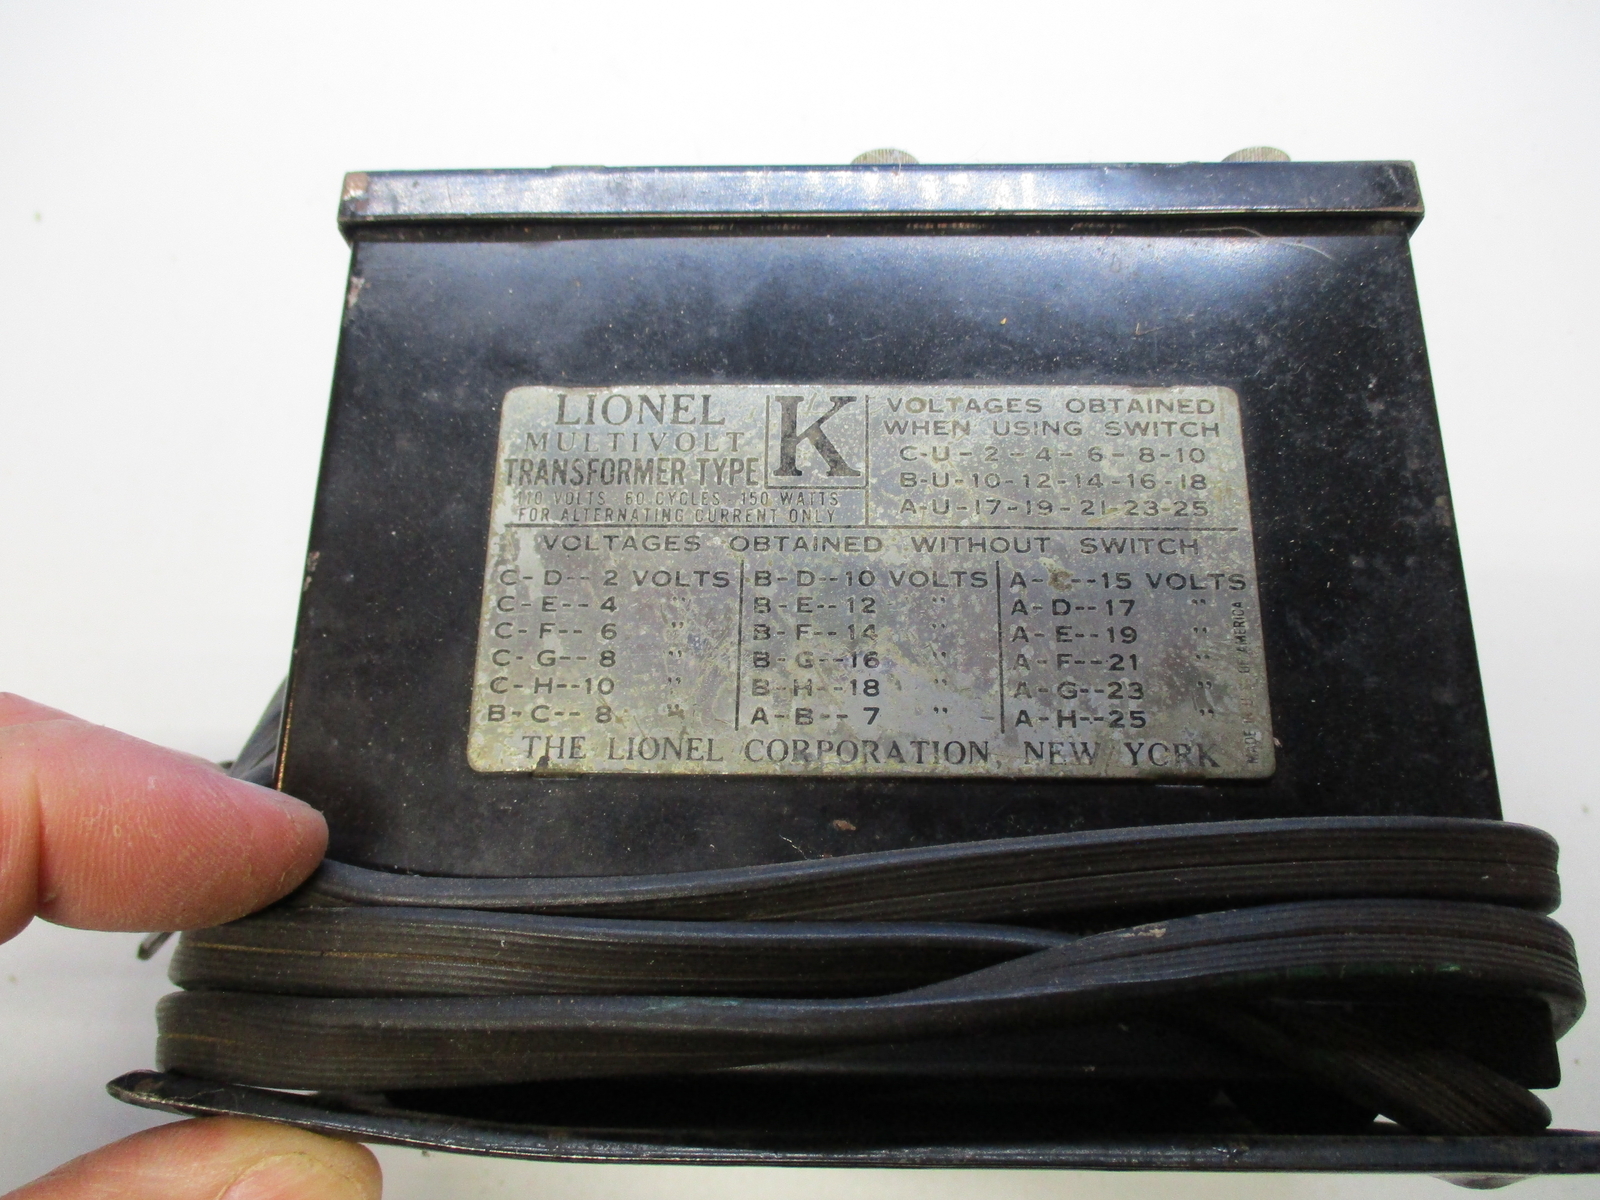 LIONEL
MULTIVOLT
TRANSFORMER TYPE
K
110 VOLTS 60 CYCLES 150 WATTS
FOR ALTERNATING CURRENT ONLY
VOLTAGES OBTAINED
WHEN USING SWITCH
C-U-2-4-6-8-10
B-U-10-12-14-16-18
A-U-17-19-21-23-25
VOLTAGES OBTAINED WITHOUT SWITCH
C-D--2 VOLTS
C-E--4 "
C-F--6 "
C-G--8 "
C-H--10 "
B-C--8 "
B-D--10 VOLTS
B-E--12 "
B-F--14 "
B-G--16 "
B-H--18 "
A-B--7 "
A-C--15 VOLTS
A-D--17 "
A-E--19 "
A-F--21 "
A-G--23 "
A-H--25 "
THE LIONEL CORPORATION, NEW YORK
MADE IN OF AMERICA